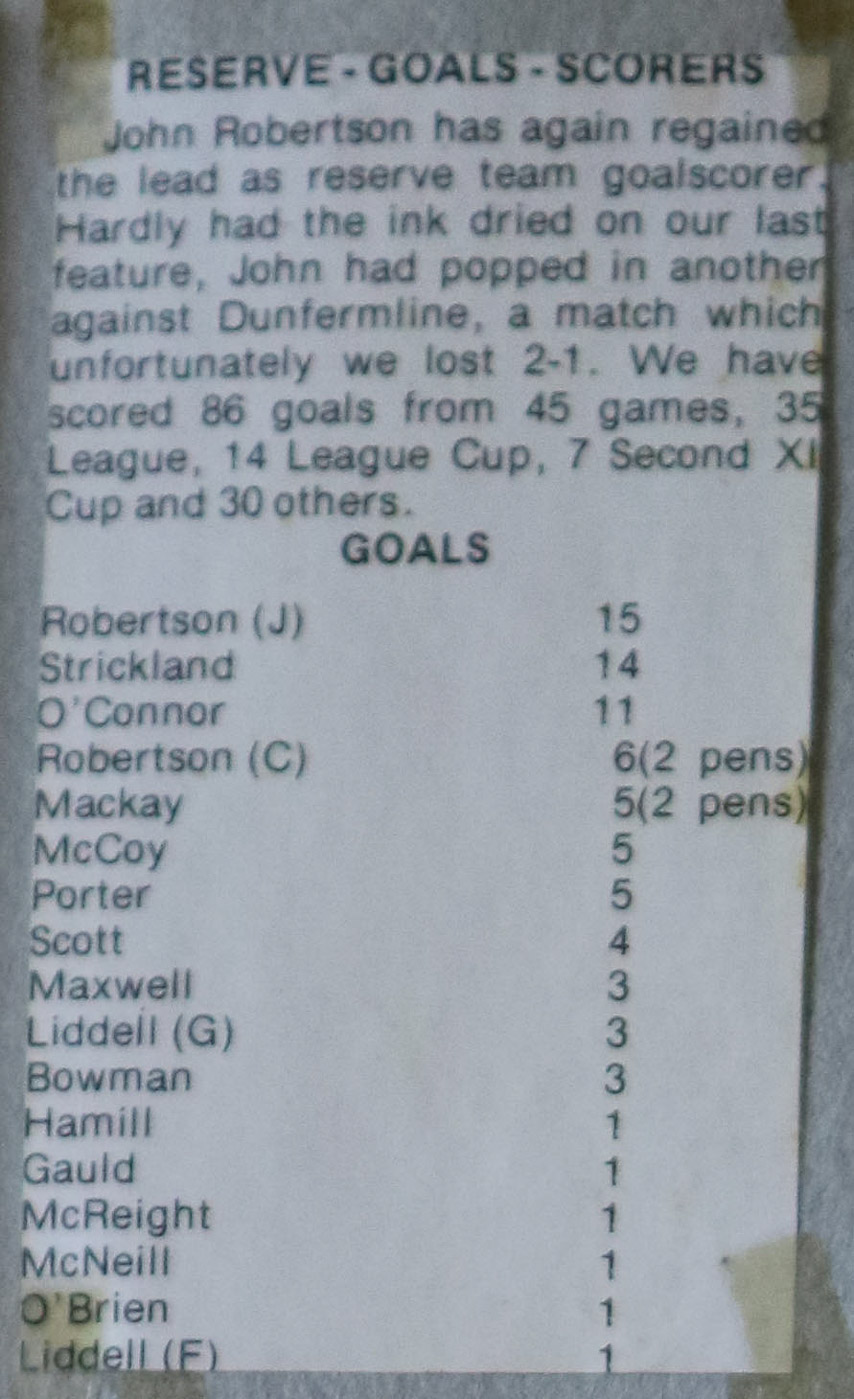 RESERVE - GOALS - SCORERS
John Robertson has again regained
the lead as reserve team goalscorer.
Hardly had the ink dried on our last
feature, John had popped in another
against Dunfermline, a match which
unfortunately we lost 2-1. We have
scored 86 goals from 45 games, 35
League, 14 League Cup, 7 Second XI
Cup and 30 others.
GOALS
Robertson (J) 15
Strickland 14
O'Connor 11
Robertson (C) 6(2 pens)
Mackay 5(2 pens)
McCoy 5
Porter 5
Scott 4
Maxwell 3
Liddell (G) 3
Bowman 3
Hamill 1
Gauld 1
McReight 1
McNeill 1
O'Brien 1
Liddell (F) 1